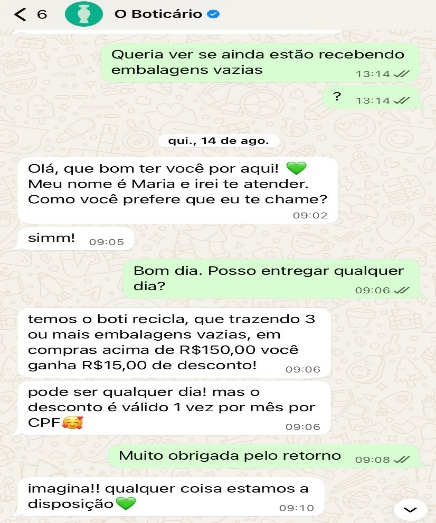 6 O Boticário
Queria ver se ainda estão recebendo
embalagens vazias
13:14
?
13:14
qui., 14 de ago.
Olá, que bom ter você por aqui! 💚
Meu nome é Maria e irei te atender.
Como você prefere que eu te chame?
09:02
simm!
09:05
Bom dia. Posso entregar qualquer
dia?
09:06
temos o boti recicla, que trazendo 3
ou mais embalagens vazias, em
compras acima de R$150,00 você
ganha R$15,00 de desconto!
09:06
pode ser qualquer dia! mas o
desconto é válido 1 vez por mês por
CPF🥰
09:06
Muito obrigada pelo retorno
09:08
imagina!! qualquer coisa estamos a
disposição💚
09:10